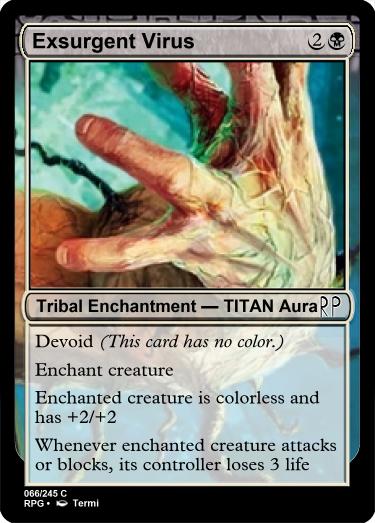 Exsurgent Virus 2
Tribal Enchantment — TITAN Aura RP
Devoid (This card has no color.)
Enchant creature
Enchanted creature is colorless and
has +2/+2
Whenever enchanted creature attacks
or blocks, its controller loses 3 life
066/245 C
RPG • Termi